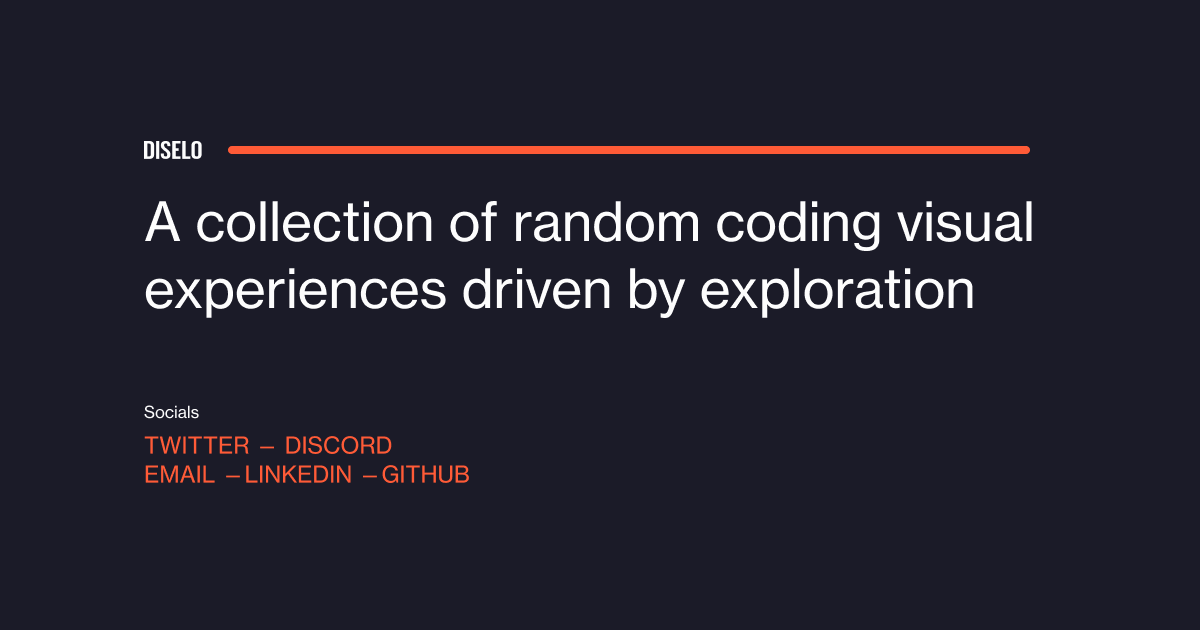 DISELO
A collection of random coding visual
experiences driven by exploration
Socials
TWITTER — DISCORD
EMAIL — LINKEDIN — GITHUB